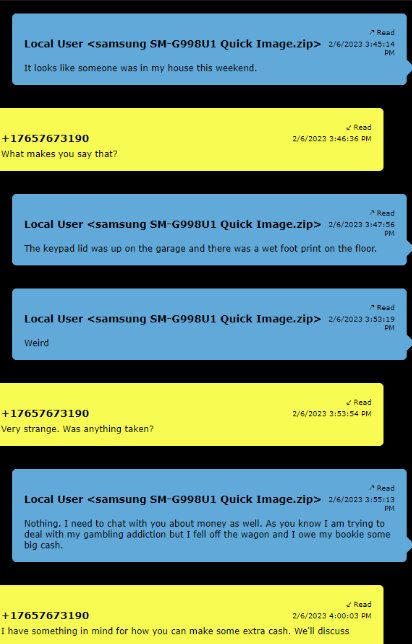 ↗ Read
Local User <samsung SM-G998U1 Quick Image.zip> 2/6/2023 3:45:14
PM
It looks like someone was in my house this weekend.
↙ Read
+17657673190 2/6/2023 3:46:36 PM
What makes you say that?
↗ Read
Local User <samsung SM-G998U1 Quick Image.zip> 2/6/2023 3:47:56
PM
The keypad lid was up on the garage and there was a wet foot print on the floor.
↗ Read
Local User <samsung SM-G998U1 Quick Image.zip> 2/6/2023 3:53:19
PM
Weird
↙ Read
+17657673190 2/6/2023 3:53:54 PM
Very strange. Was anything taken?
↗ Read
Local User <samsung SM-G998U1 Quick Image.zip> 2/6/2023 3:55:13
PM
Nothing. I need to chat with you about money as well. As you know I am trying to
deal with my gambling addiction but I fell off the wagon and I owe my bookie some
big cash.
↙ Read
+17657673190 2/6/2023 4:00:03 PM
I have something in mind for how you can make some extra cash. We'll discuss